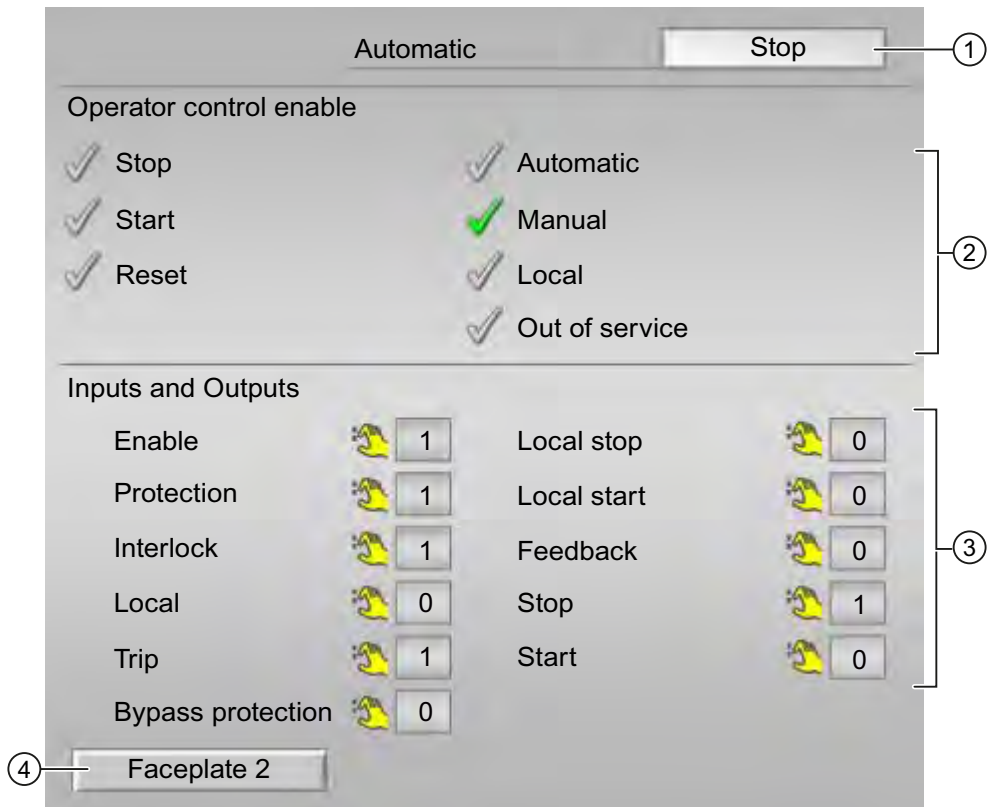 Automatic Stop ①
Operator control enable
Stop Automatic
Start Manual
Reset Local
Out of service
②
Inputs and Outputs
Enable 1 Local stop 0
Protection 1 Local start 0
Interlock 1 Feedback 0
③
Local 0 Stop 1
Trip 1 Start 0
Bypass protection 0
④ Faceplate 2